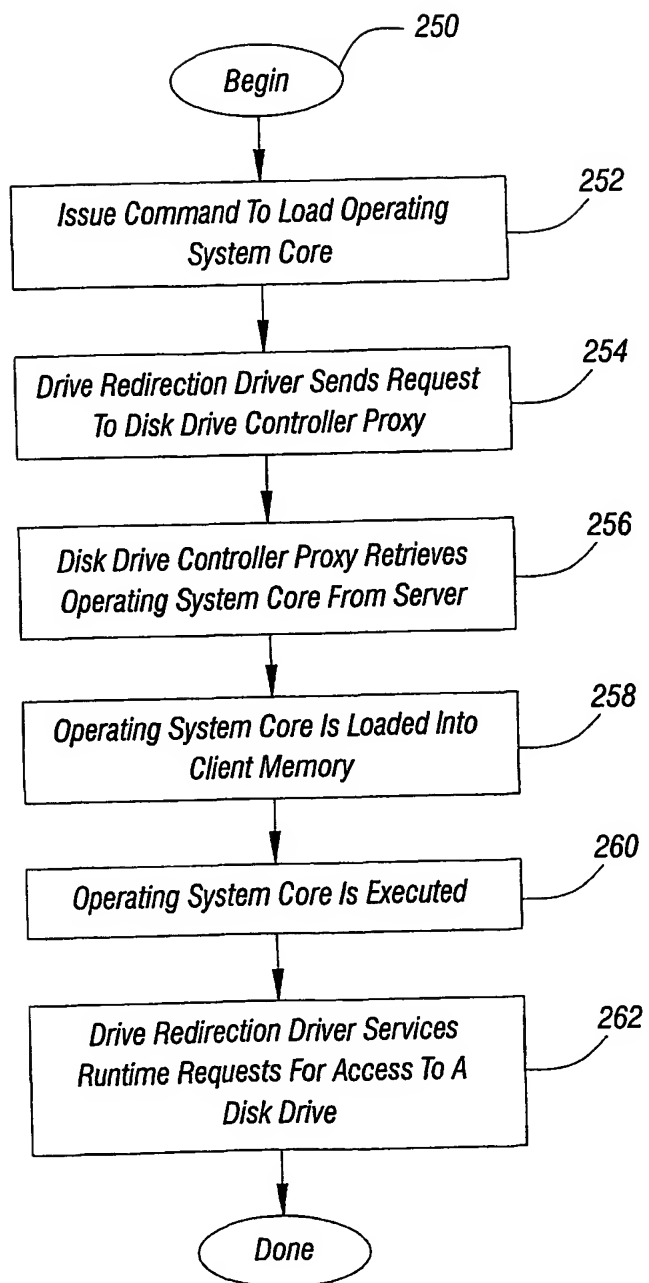 250
Begin
252
Issue Command To Load Operating
System Core
254
Drive Redirection Driver Sends Request
To Disk Drive Controller Proxy
256
Disk Drive Controller Proxy Retrieves
Operating System Core From Server
258
Operating System Core Is Loaded Into
Client Memory
260
Operating System Core Is Executed
262
Drive Redirection Driver Services
Runtime Requests For Access To A
Disk Drive
Done